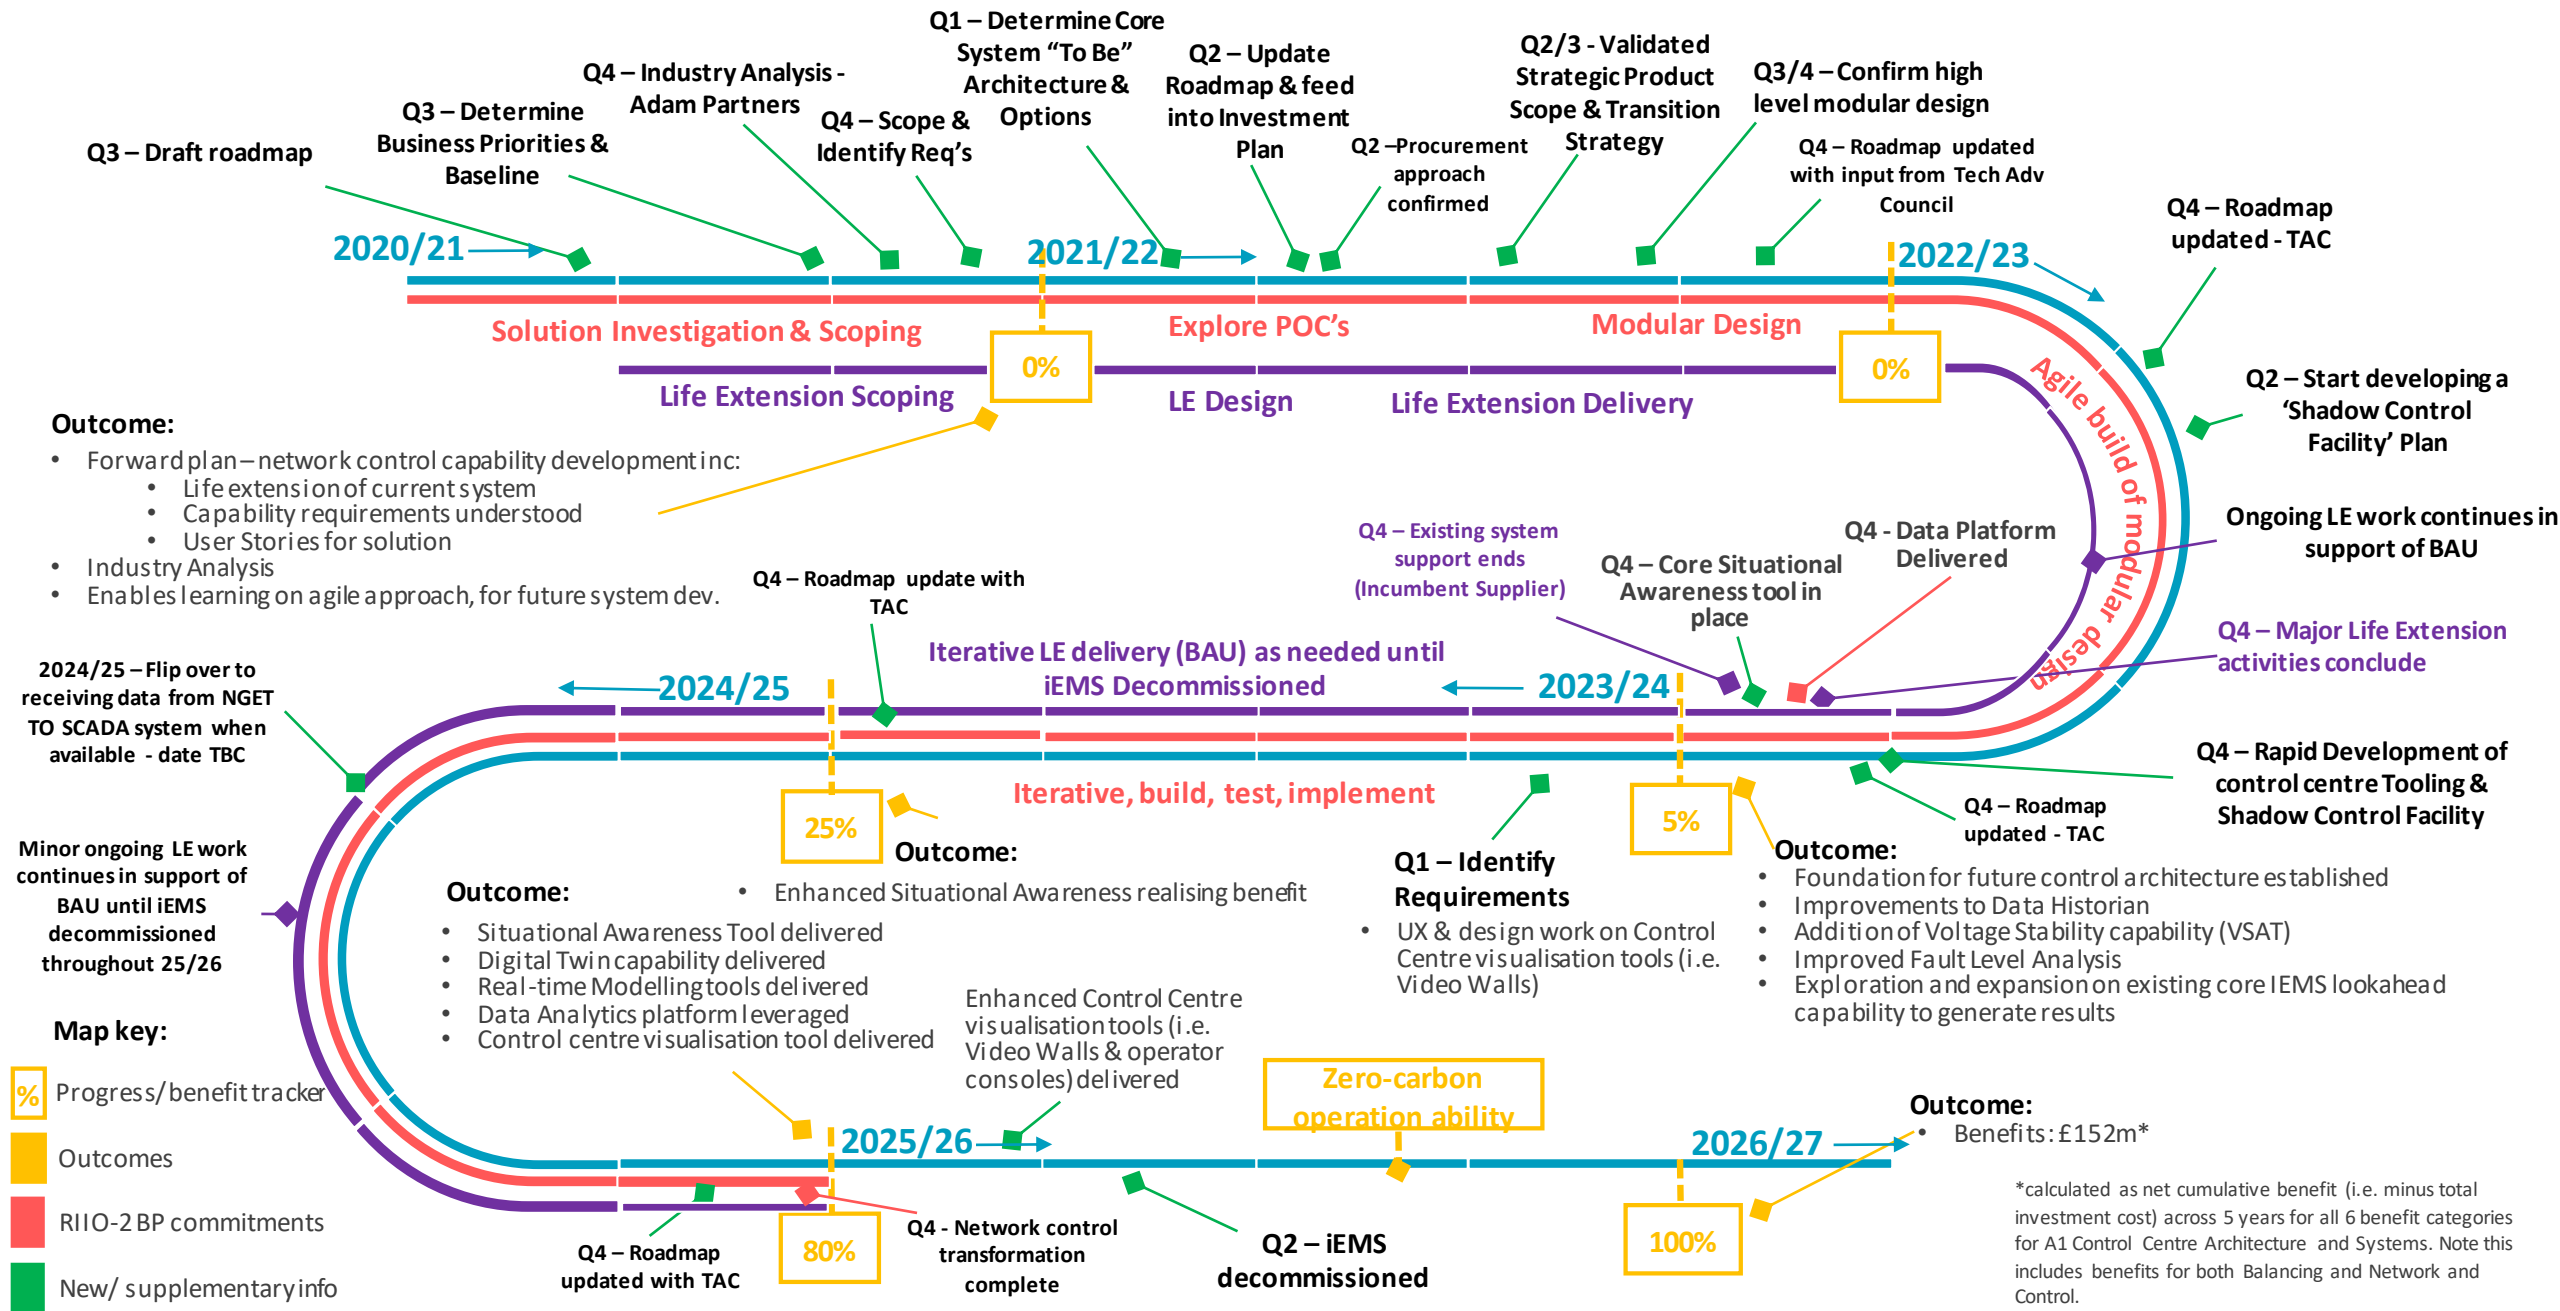 Q1 – Determine Core
System “To Be”
Architecture &
Options
Q2 – Update
Roadmap & feed
into Investment
Plan
Q2/3 - Validated
Strategic Product
Scope & Transition
Strategy
Q3/4 – Confirm high
level modular design
Q4 – Industry Analysis -
Adam Partners
Q3 – Determine
Business Priorities &
Baseline
Q4 – Scope &
Identify Req’s
Q3 – Draft roadmap
Q2 –Procurement
approach
confirmed
Q4 – Roadmap updated
with input from Tech Adv
Council
Q4 – Roadmap
updated - TAC
2020/21
2021/22
2022/23
Solution Investigation & Scoping
Explore POC’s
Modular Design
0%
0%
Life Extension Scoping
LE Design
Life Extension Delivery
Agile build of modular design
Q2 – Start developing a
‘Shadow Control
Facility’ Plan
Outcome:
• Forward plan – network control capability development inc:
• Life extension of current system
• Capability requirements understood
• User Stories for solution
• Industry Analysis
• Enables learning on agile approach, for future system dev.
Q4 – Existing system
support ends
(Incumbent Supplier)
Q4 – Core Situational
Awareness tool in
place
Q4 - Data Platform
Delivered
Ongoing LE work continues in
support of BAU
Q4 – Major Life Extension
activities conclude
Q4 – Roadmap update with
TAC
Iterative LE delivery (BAU) as needed until
iEMS Decommissioned
2024/25
2023/24
2024/25 – Flip over to
receiving data from NGET
TO SCADA system when
available - date TBC
Iterative, build, test, implement
25%
5%
Q4 – Rapid Development of
control centre Tooling &
Shadow Control Facility
Q4 – Roadmap
updated - TAC
Minor ongoing LE work
continues in support of
BAU until iEMS
decommissioned
throughout 25/26
Outcome:
• Enhanced Situational Awareness realising benefit
Q1 – Identify
Requirements
• UX & design work on Control
Centre visualisation tools (i.e.
Video Walls)
Outcome:
• Foundation for future control architecture established
• Improvements to Data Historian
• Addition of Voltage Stability capability (VSAT)
• Improved Fault Level Analysis
• Exploration and expansion on existing core IEMS lookahead
capability to generate results
Outcome:
• Situational Awareness Tool delivered
• Digital Twin capability delivered
• Real-time Modelling tools delivered
• Data Analytics platform leveraged
• Control centre visualisation tool delivered
Enhanced Control Centre
visualisation tools (i.e.
Video Walls & operator
consoles) delivered
Zero-carbon
operation ability
2025/26
2026/27
Outcome:
• Benefits: £152m*
Map key:
% Progress/ benefit tracker
Outcomes
RIIO-2 BP commitments
New/ supplementary info
Q4 – Roadmap
updated with TAC
80%
Q4 - Network control
transformation
complete
Q2 – iEMS
decommissioned
100%
*calculated as net cumulative benefit (i.e. minus total
investment cost) across 5 years for all 6 benefit categories
for A1 Control Centre Architecture and Systems. Note this
includes benefits for both Balancing and Network and
Control.